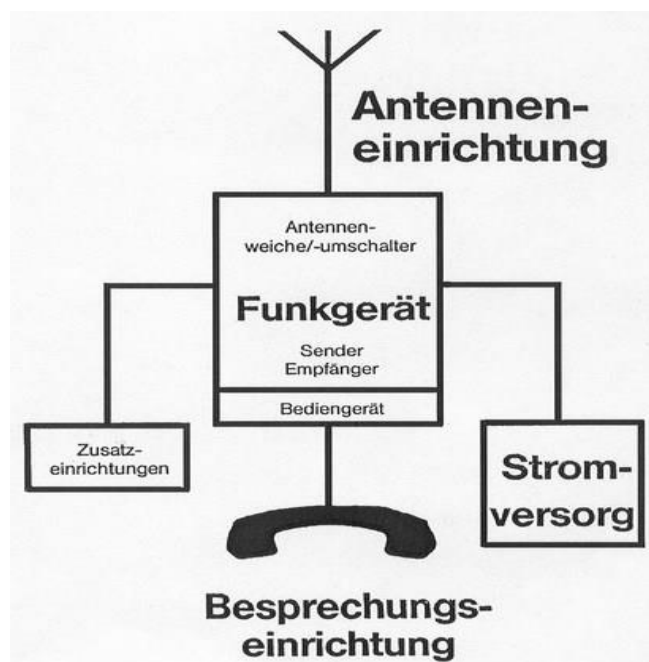 Antennen-
einrichtung
Antennen-
weiche/-umschalter
Funkgerät
Sender
Empfänger
Bediengerät
Zusatz-
einrichtungen
Strom-
versorg
Besprechungs-
einrichtung